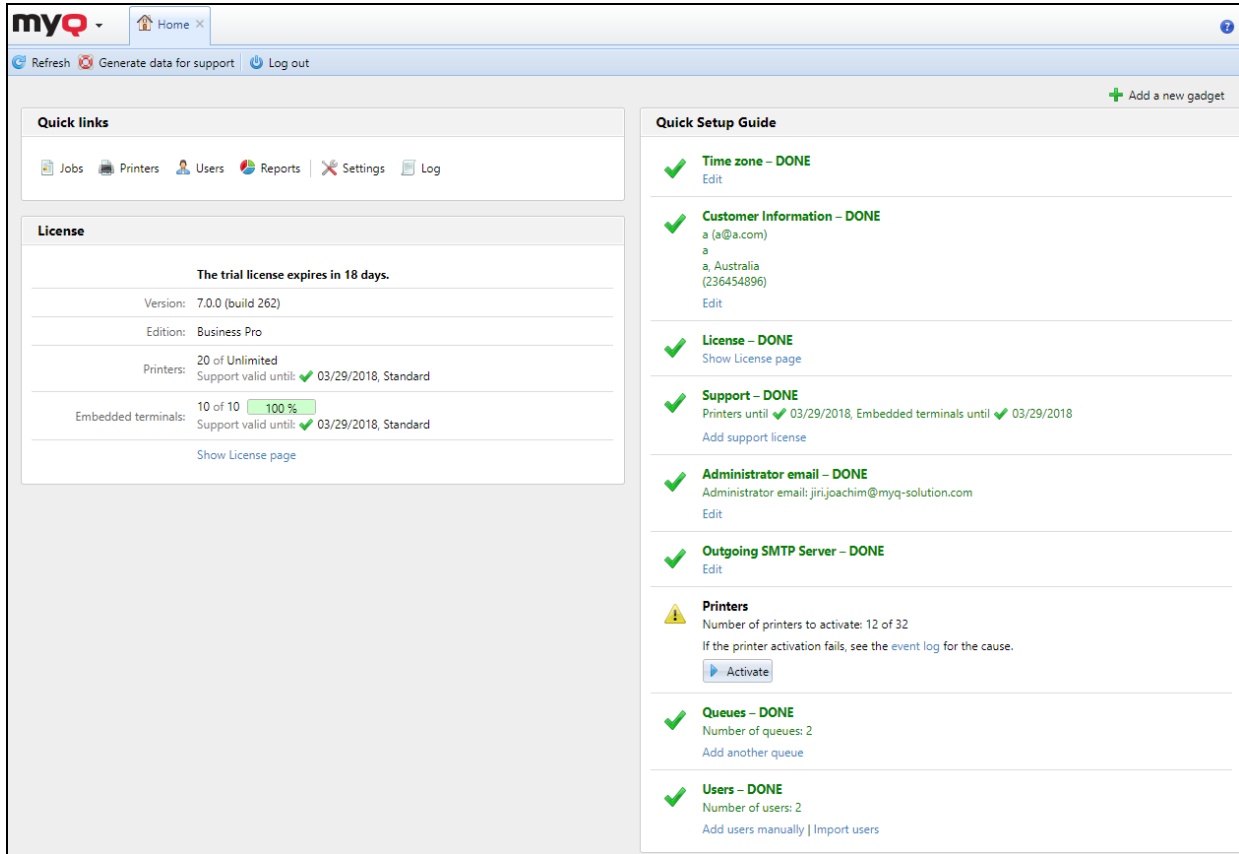 myQ
Home
Refresh Generate data for support Log out
Add a new gadget
Quick links
Jobs Printers Users Reports Settings Log
License
The trial license expires in 18 days.
Version: 7.0.0 (build 262)
Edition: Business Pro
Printers: 20 of Unlimited
Support valid until: 03/29/2018, Standard
Embedded terminals: 10 of 10 100 %
Support valid until: 03/29/2018, Standard
Show License page
Quick Setup Guide
Time zone – DONE
Edit
Customer Information – DONE
a (a@a.com)
a
a, Australia
(236454896)
Edit
License – DONE
Show License page
Support – DONE
Printers until 03/29/2018, Embedded terminals until 03/29/2018
Add support license
Administrator email – DONE
Administrator email: jiri.joachim@myq-solution.com
Edit
Outgoing SMTP Server – DONE
Edit
Printers
Number of printers to activate: 12 of 32
If the printer activation fails, see the event log for the cause.
Activate
Queues – DONE
Number of queues: 2
Add another queue
Users – DONE
Number of users: 2
Add users manually | Import users